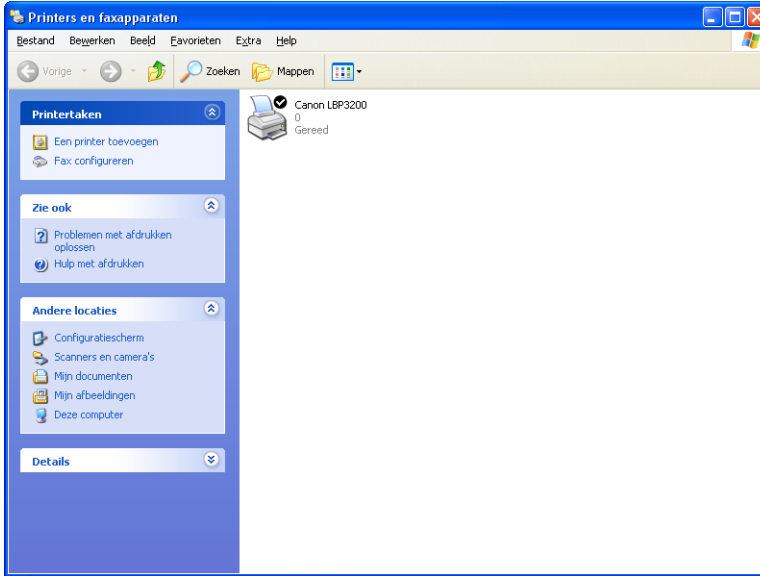 Printers en faxapparaten
Bestand Bewerken Beeld Favorieten Extra Help
Vorige Zoeken Mappen
Printertaken
Een printer toevoegen
Fax configureren
Zie ook
Problemen met afdrukken
oplossen
Hulp met afdrukken
Andere locaties
Configuratiescherm
Scanners en camera's
Mijn documenten
Mijn afbeeldingen
Deze computer
Details
Canon LBP3200
0
Gereed